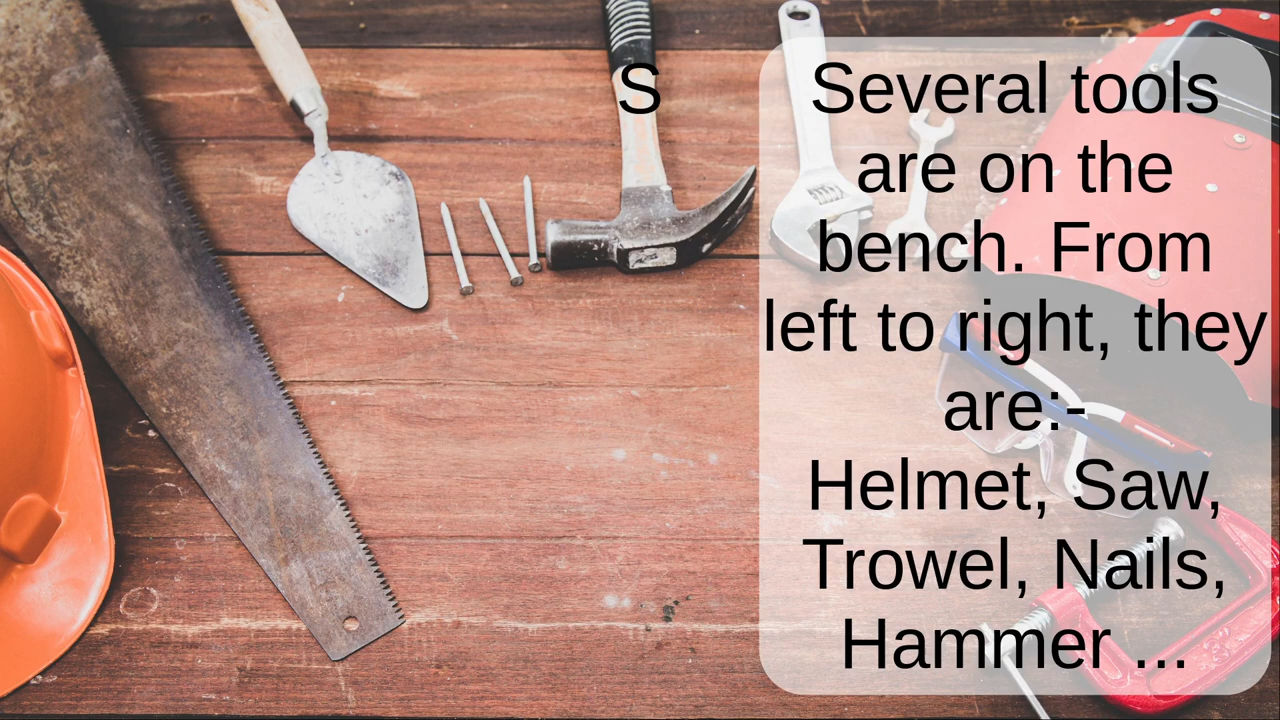 S
Several tools
are on the
bench. From
left to right, they
are:-
Helmet, Saw,
Trowel, Nails,
Hammer ...